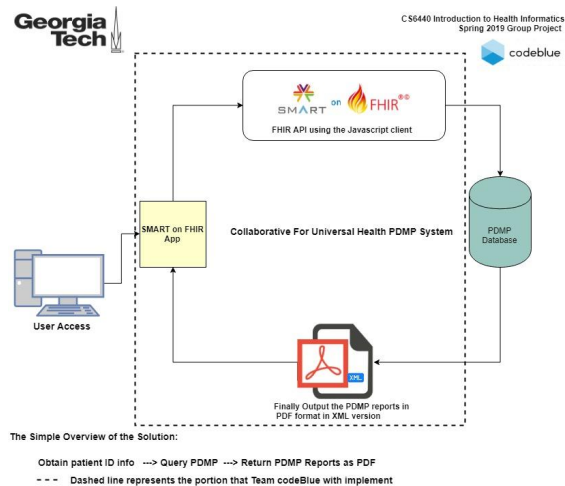 Georgia
Tech
CS6440 Introduction to Health Informatics
Spring 2019 Group Project
codeblue
SMART on FHIR®©
FHIR API using the Javascript client
SMART on FHIR
App
Collaborative For Universal Health PDMP System
PDMP
Database
User Access
XML
Finally Output the PDMP reports in
PDF format in XML version
The Simple Overview of the Solution:
Obtain patient ID info ---> Query PDMP ---> Return PDMP Reports as PDF
- - - Dashed line represents the portion that Team codeBlue with implement